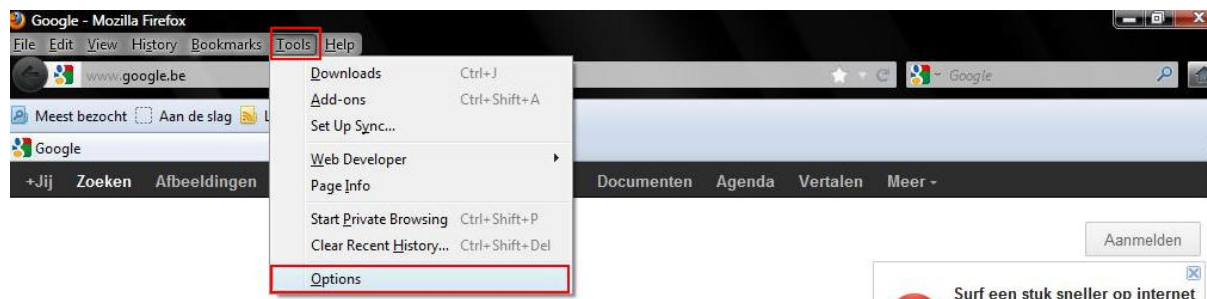 Google - Mozilla Firefox
File Edit View History Bookmarks Tools Help
www.google.be
Google
Downloads Ctrl+J
Add-ons Ctrl+Shift+A
Set Up Sync...
Web Developer
Page Info
Start Private Browsing Ctrl+Shift+P
Clear Recent History... Ctrl+Shift+Del
Options
Meest bezocht Aan de slag L
Google
+Jij Zoeken Afbeeldingen Documenten Agenda Vertalen Meer
Aanmelden
Surf een stuk sneller op internet